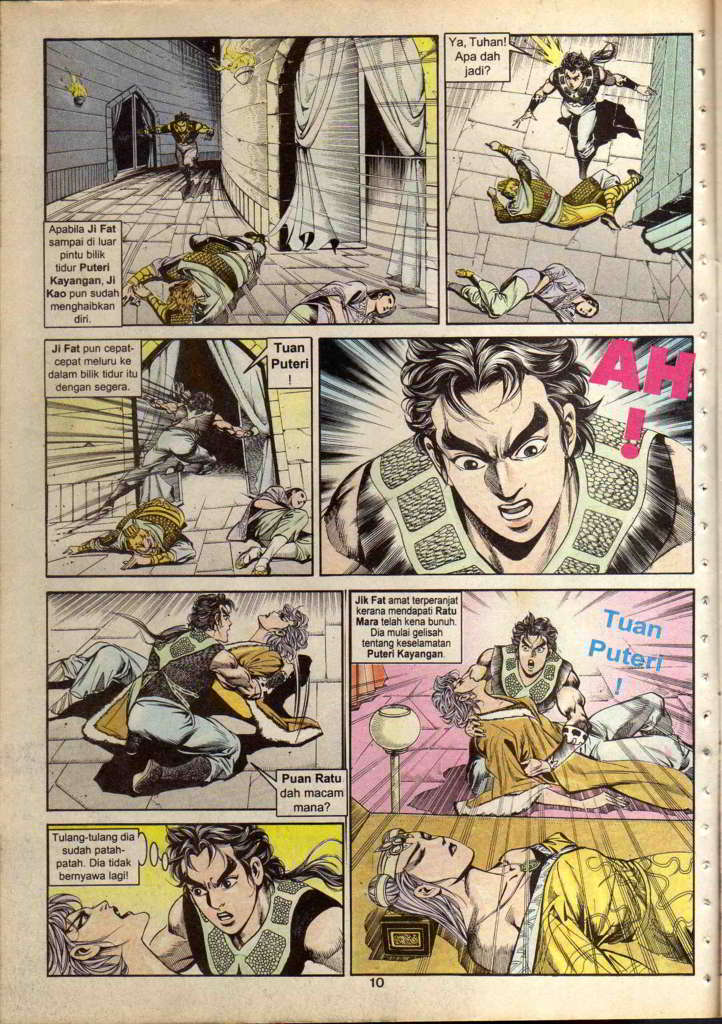 Apabila Ji Fat
sampai di luar
pintu bilik
tidur Puteri
Kayangan, Ji
Kao pun sudah
menghaibkan
diri.
Ya, Tuhan!
Apa dah
jadi?
Ji Fat pun cepat-
cepat meluru ke
dalam bilik tidur itu
dengan segera.
Tuan
Puteri
!
AH
!
Puan Ratu
dah macam
mana?
Jik Fat amat terperanjat
kerana mendapati Ratu
Mara telah kena bunuh.
Dia mulai gelisah
tentang keselamatan
Puteri Kayangan.
Tuan
Puteri
!
Tulang-tulang dia
sudah patah-
patah. Dia tidak
bernyawa lagi!
10